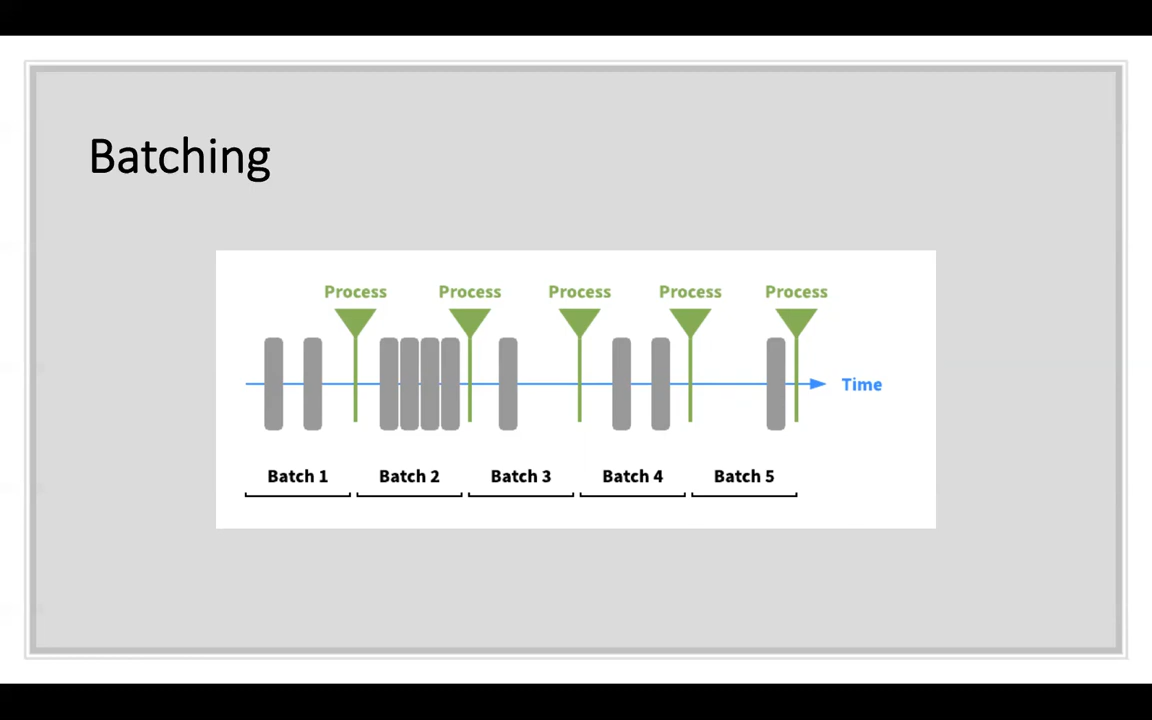 Batching
Process Process Process Process Process
Time
Batch 1 Batch 2 Batch 3 Batch 4 Batch 5